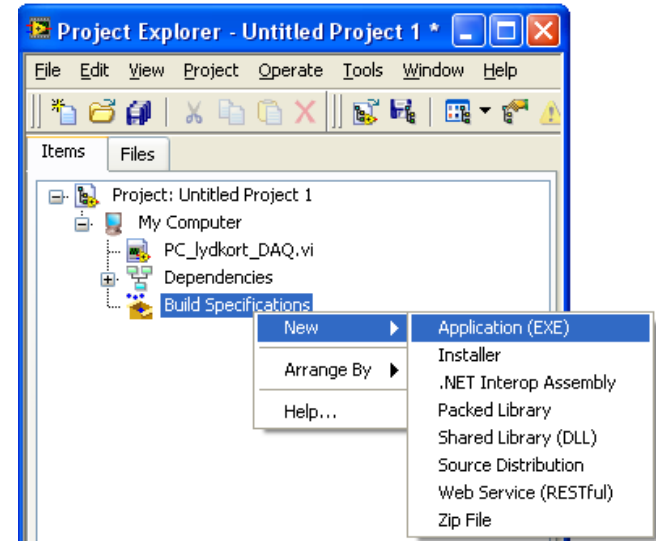 Project Explorer - Untitled Project 1 *
File Edit View Project Operate Tools Window Help
Items Files
Project: Untitled Project 1
My Computer
PC_lydkort_DAQ.vi
Dependencies
Build Specifications
New
Arrange By
Help...
Application (EXE)
Installer
.NET Interop Assembly
Packed Library
Shared Library (DLL)
Source Distribution
Web Service (RESTful)
Zip File